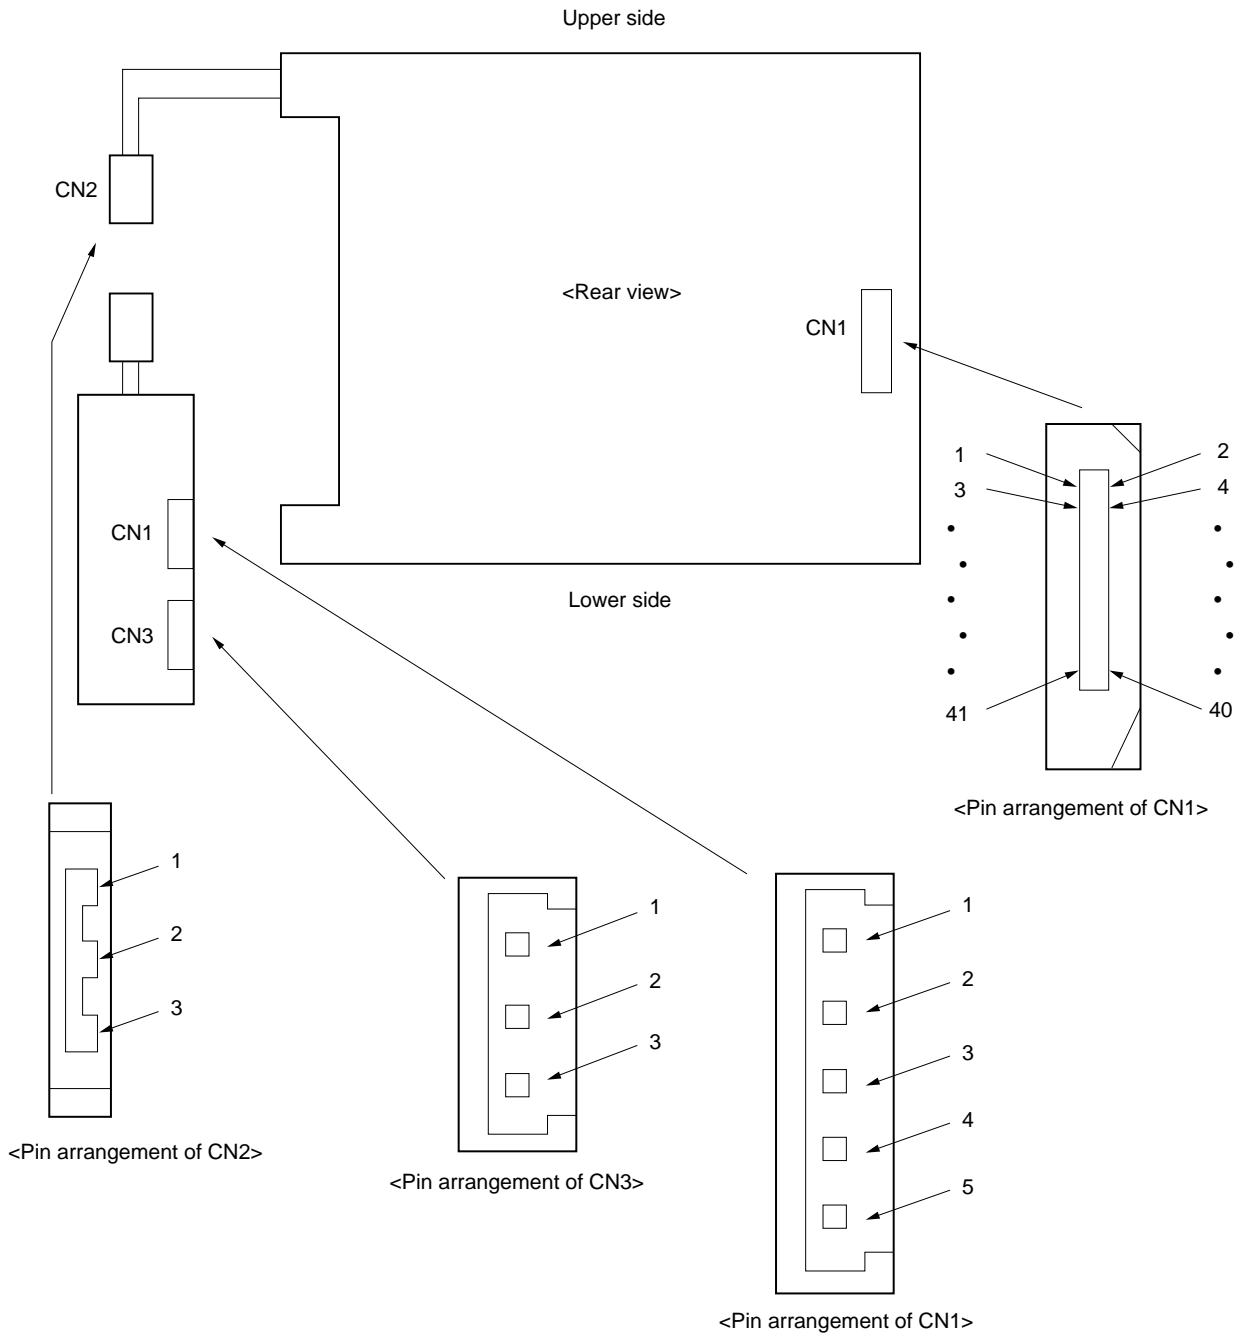 Upper side
CN2
<Rear view>
CN1
1
2
3
4
•
•
•
•
•
•
•
•
•
•
41
40
<Pin arrangement of CN1>
CN1
CN3
Lower side
1
2
3
<Pin arrangement of CN2>
1
2
3
<Pin arrangement of CN3>
1
2
3
4
5
<Pin arrangement of CN1>